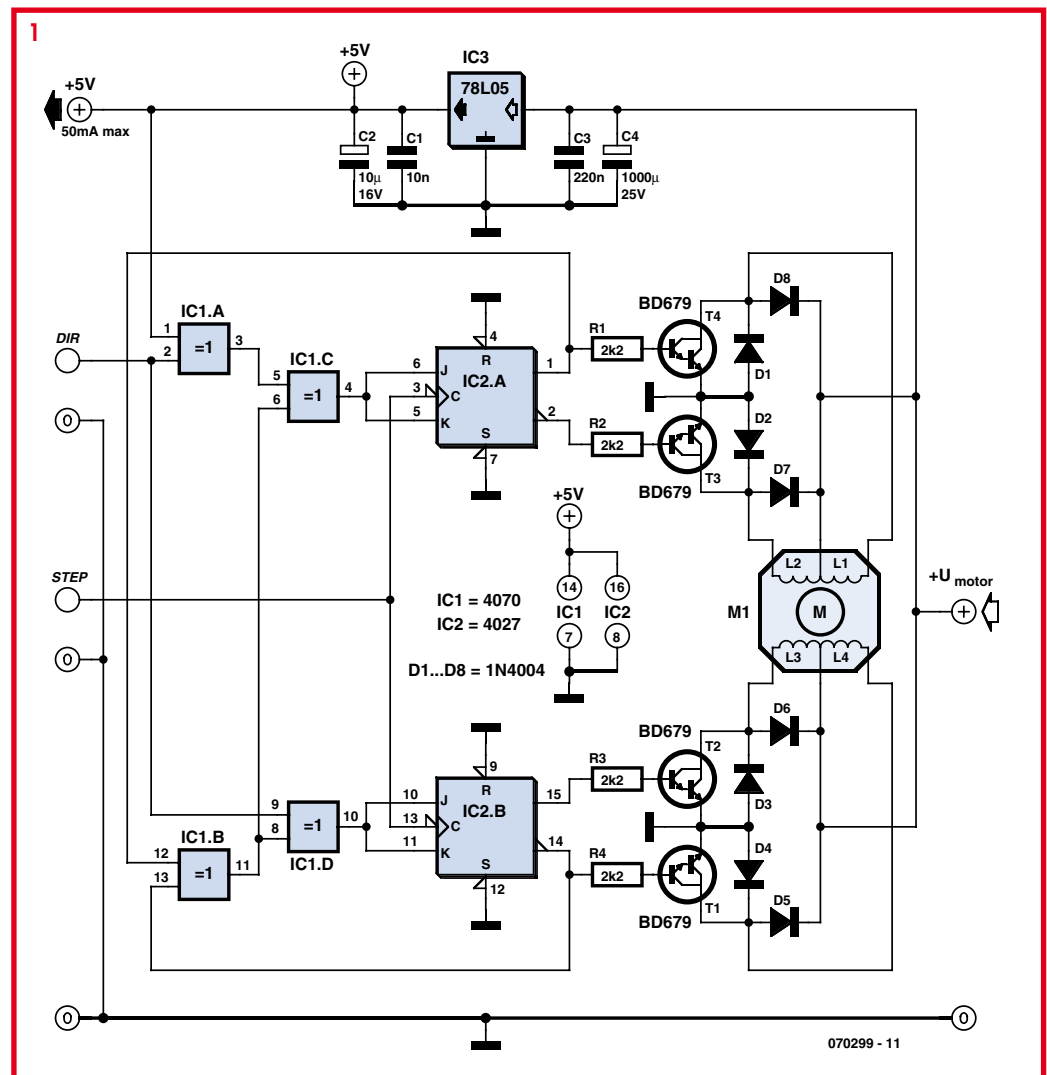 1
+5V
+5V
50mA max
IC3
78L05
C2
10µ
16V
C1
10n
C3
220n
C4
1000µ
25V
DIR
IC1.A
1
2
=1
3
IC1.C
5
6
=1
4
6
3
5
J
C
K
R
S
4
7
IC2.A
1
2
R1
2k2
R2
2k2
BD679
T4
BD679
T3
D8
D1
D2
D7
+5V
14
16
IC1
IC2
7
8
STEP
IC1 = 4070
IC2 = 4027
D1...D8 = 1N4004
M1
L2
L1
M
L3
L4
+U motor
IC1.B
12
13
=1
11
9
8
=1
10
IC1.D
10
13
11
J
C
K
R
S
9
12
IC2.B
15
14
R3
2k2
R4
2k2
BD679
T2
BD679
T1
D6
D3
D4
D5
0
0
0
0
070299 - 11